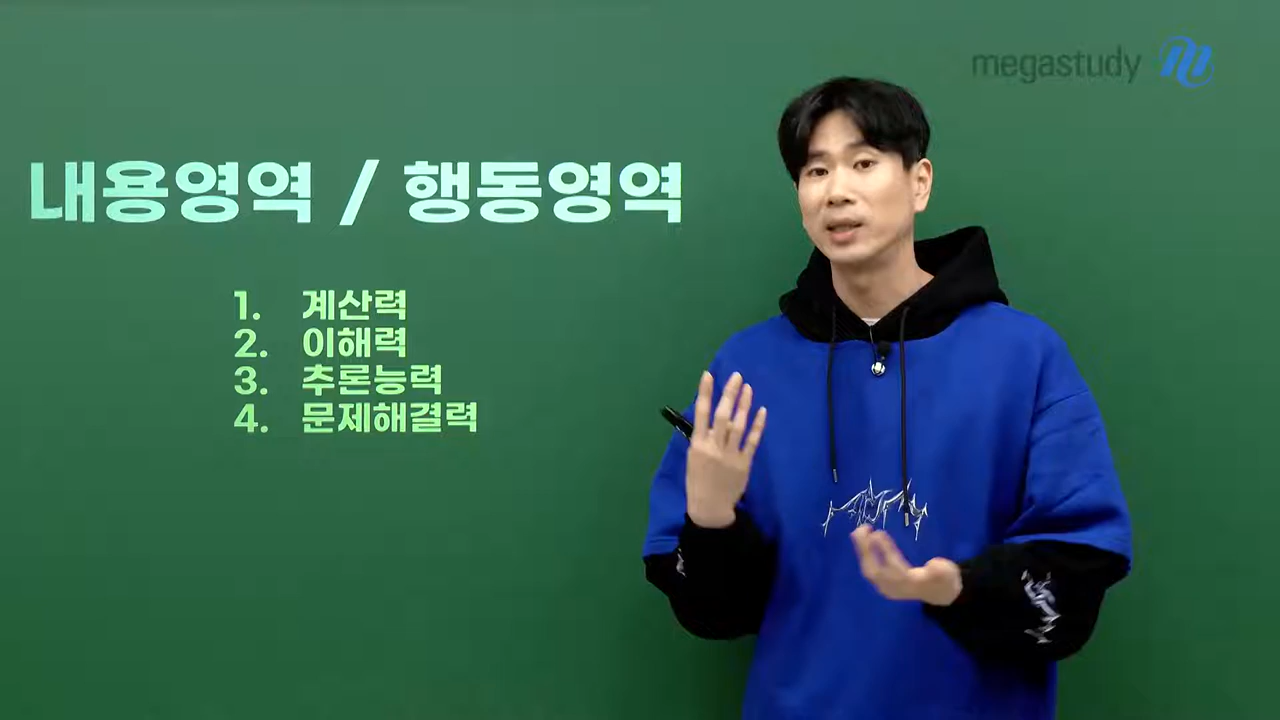 megastudy
내용영역 / 행동영역
1. 계산력
2. 이해력
3. 추론능력
4. 문제해결력